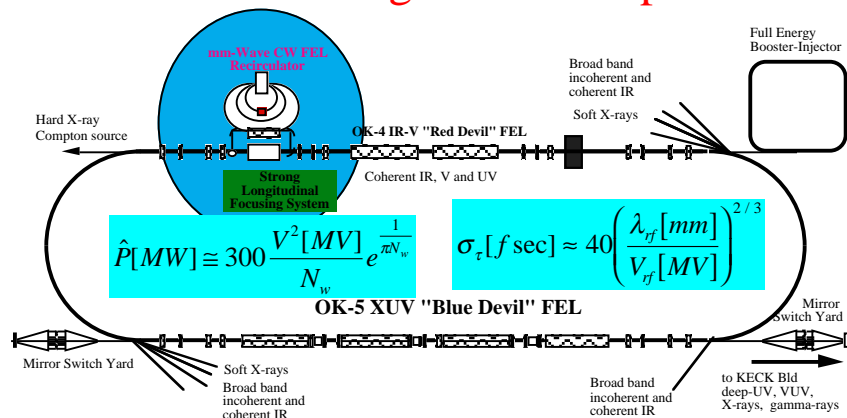 mm-Wave CW FEL
Recirculator
Full Energy
Booster-Injector
Broad band
incoherent and
coherent IR
Soft X-rays
Hard X-ray
Compton source
OK-4 IR-V "Red Devil" FEL
Coherent IR, V and UV
Strong
Longitudinal
Focusing System
P̂[MW] ≅ 300 V²[MV]/N_w e^{1/πN_w}
σ_τ[f sec] ≈ 40(λ_rf[mm]/V_rf[MV])^{2/3}
OK-5 XUV "Blue Devil" FEL
Mirror
Switch Yard
Mirror Switch Yard
Soft X-rays
Broad band
incoherent and
coherent IR
Broad band
incoherent and
coherent IR
to KECK Bld
deep-UV, VUV,
X-rays, gamma-rays